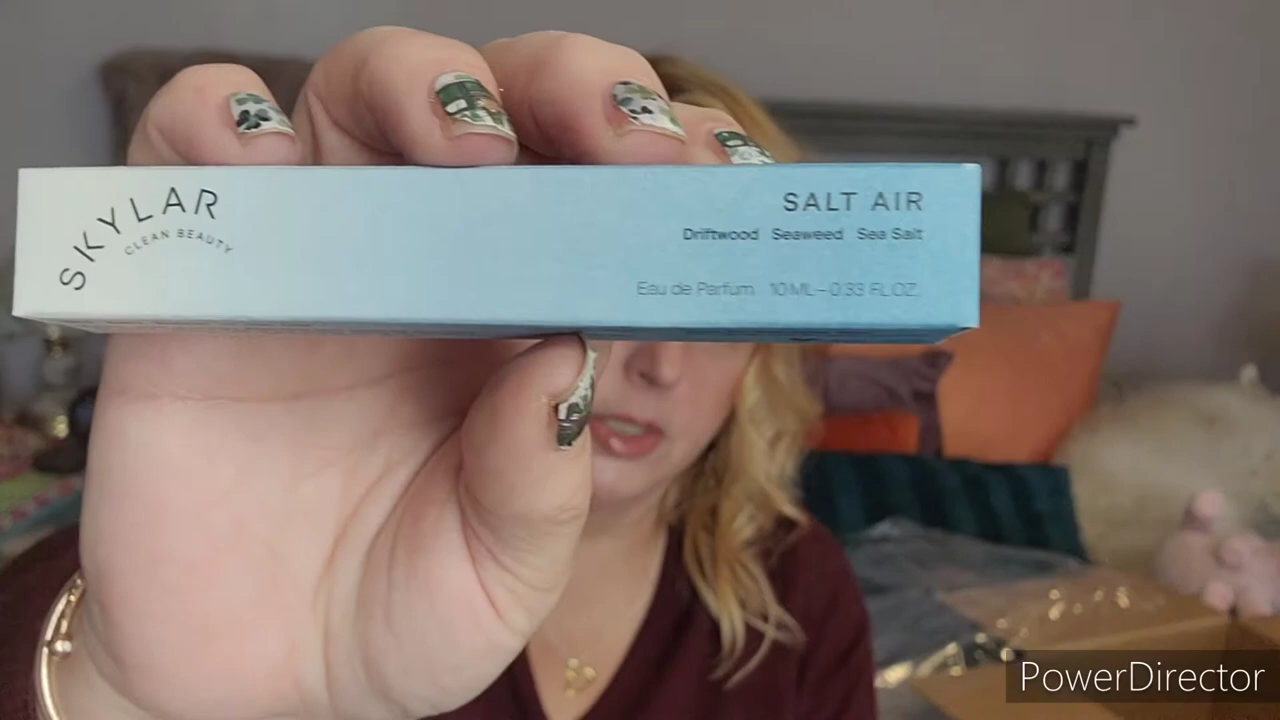 SKYLAR
CLEAN BEAUTY
SALT AIR
Driftwood Seaweed Sea Salt
Eau de Parfum 10 ML – 0.33 FL OZ.
PowerDirector